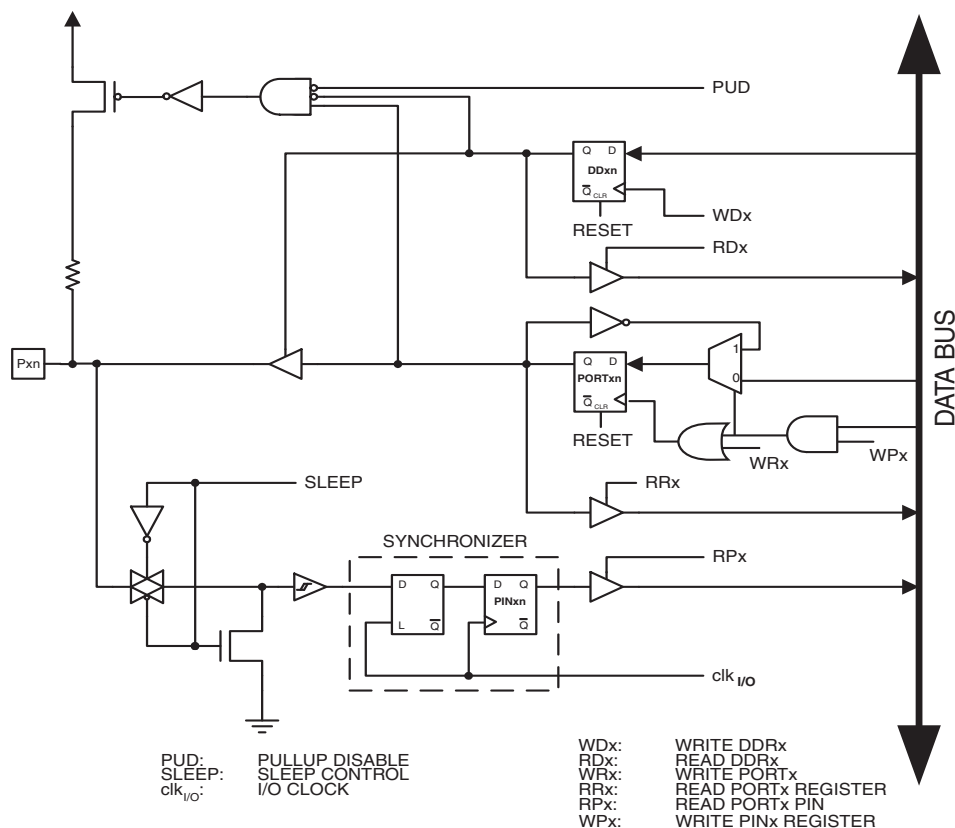 PUD
Q D
DDxn
Q CLR
WDx
RESET
RDx
Pxn
1
Q D
PORTxn
0
Q CLR
RESET
WRx
WPx
DATA BUS
SLEEP
RRx
SYNCHRONIZER
RPx
D Q
D Q
PINxn
L Q
Q
clk I/O
PUD: PULLUP DISABLE
SLEEP: SLEEP CONTROL
clkI/O: I/O CLOCK
WDx: WRITE DDRx
RDx: READ DDRx
WRx: WRITE PORTx
RRx: READ PORTx REGISTER
RPx: READ PORTx PIN
WPx: WRITE PINx REGISTER